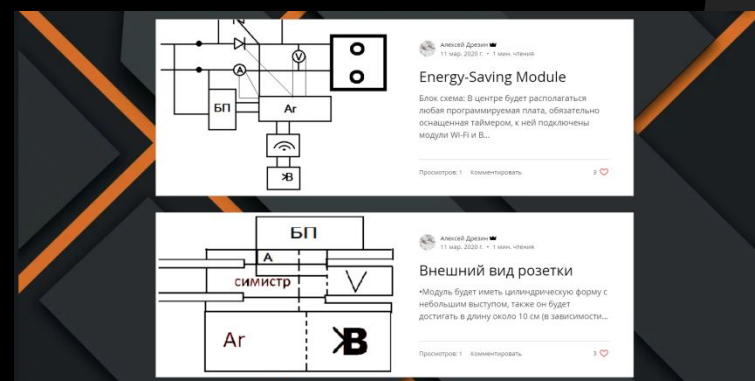 V
A
БП
Ar
B
Алексей Дрезин
11 мар. 2020 г. • 1 мин. чтения
Energy-Saving Module
Блок схема: В центре будет располагаться
любая программируемая плата, обязательно
оснащенная таймером, к ней подключены
модули Wi-Fi и B...
Просмотров: 1 Комментировать 3
БП
A
симистр
V
Ar
B
Алексей Дрезин
11 мар. 2020 г. • 1 мин. чтения
Внешний вид розетки
•Модуль будет иметь цилиндрическую форму с
небольшим выступом, также он будет
достигать в длину около 10 см (в зависимости...
Просмотров: 1 Комментировать 3